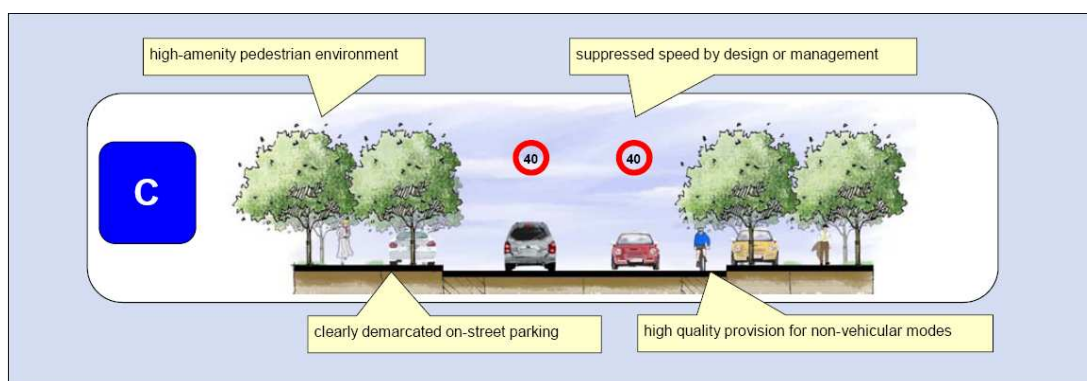 high-amenity pedestrian environment
suppressed speed by design or management
C
40
40
clearly demarcated on-street parking
high quality provision for non-vehicular modes